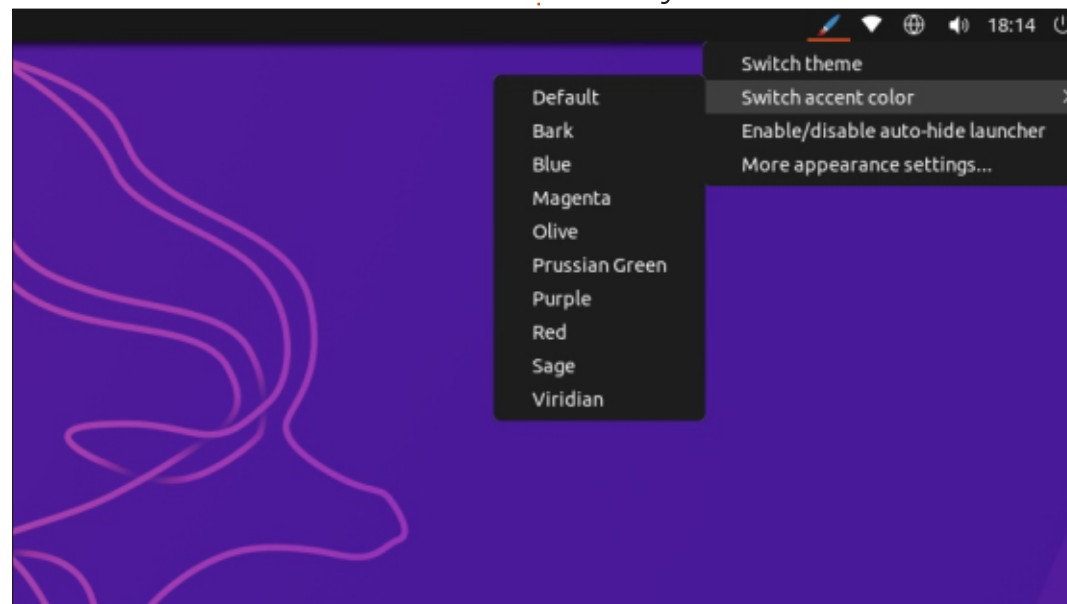 18:14
Switch theme
Switch accent color
Enable/disable auto-hide launcher
More appearance settings...
Default
Bark
Blue
Magenta
Olive
Prussian Green
Purple
Red
Sage
Viridian